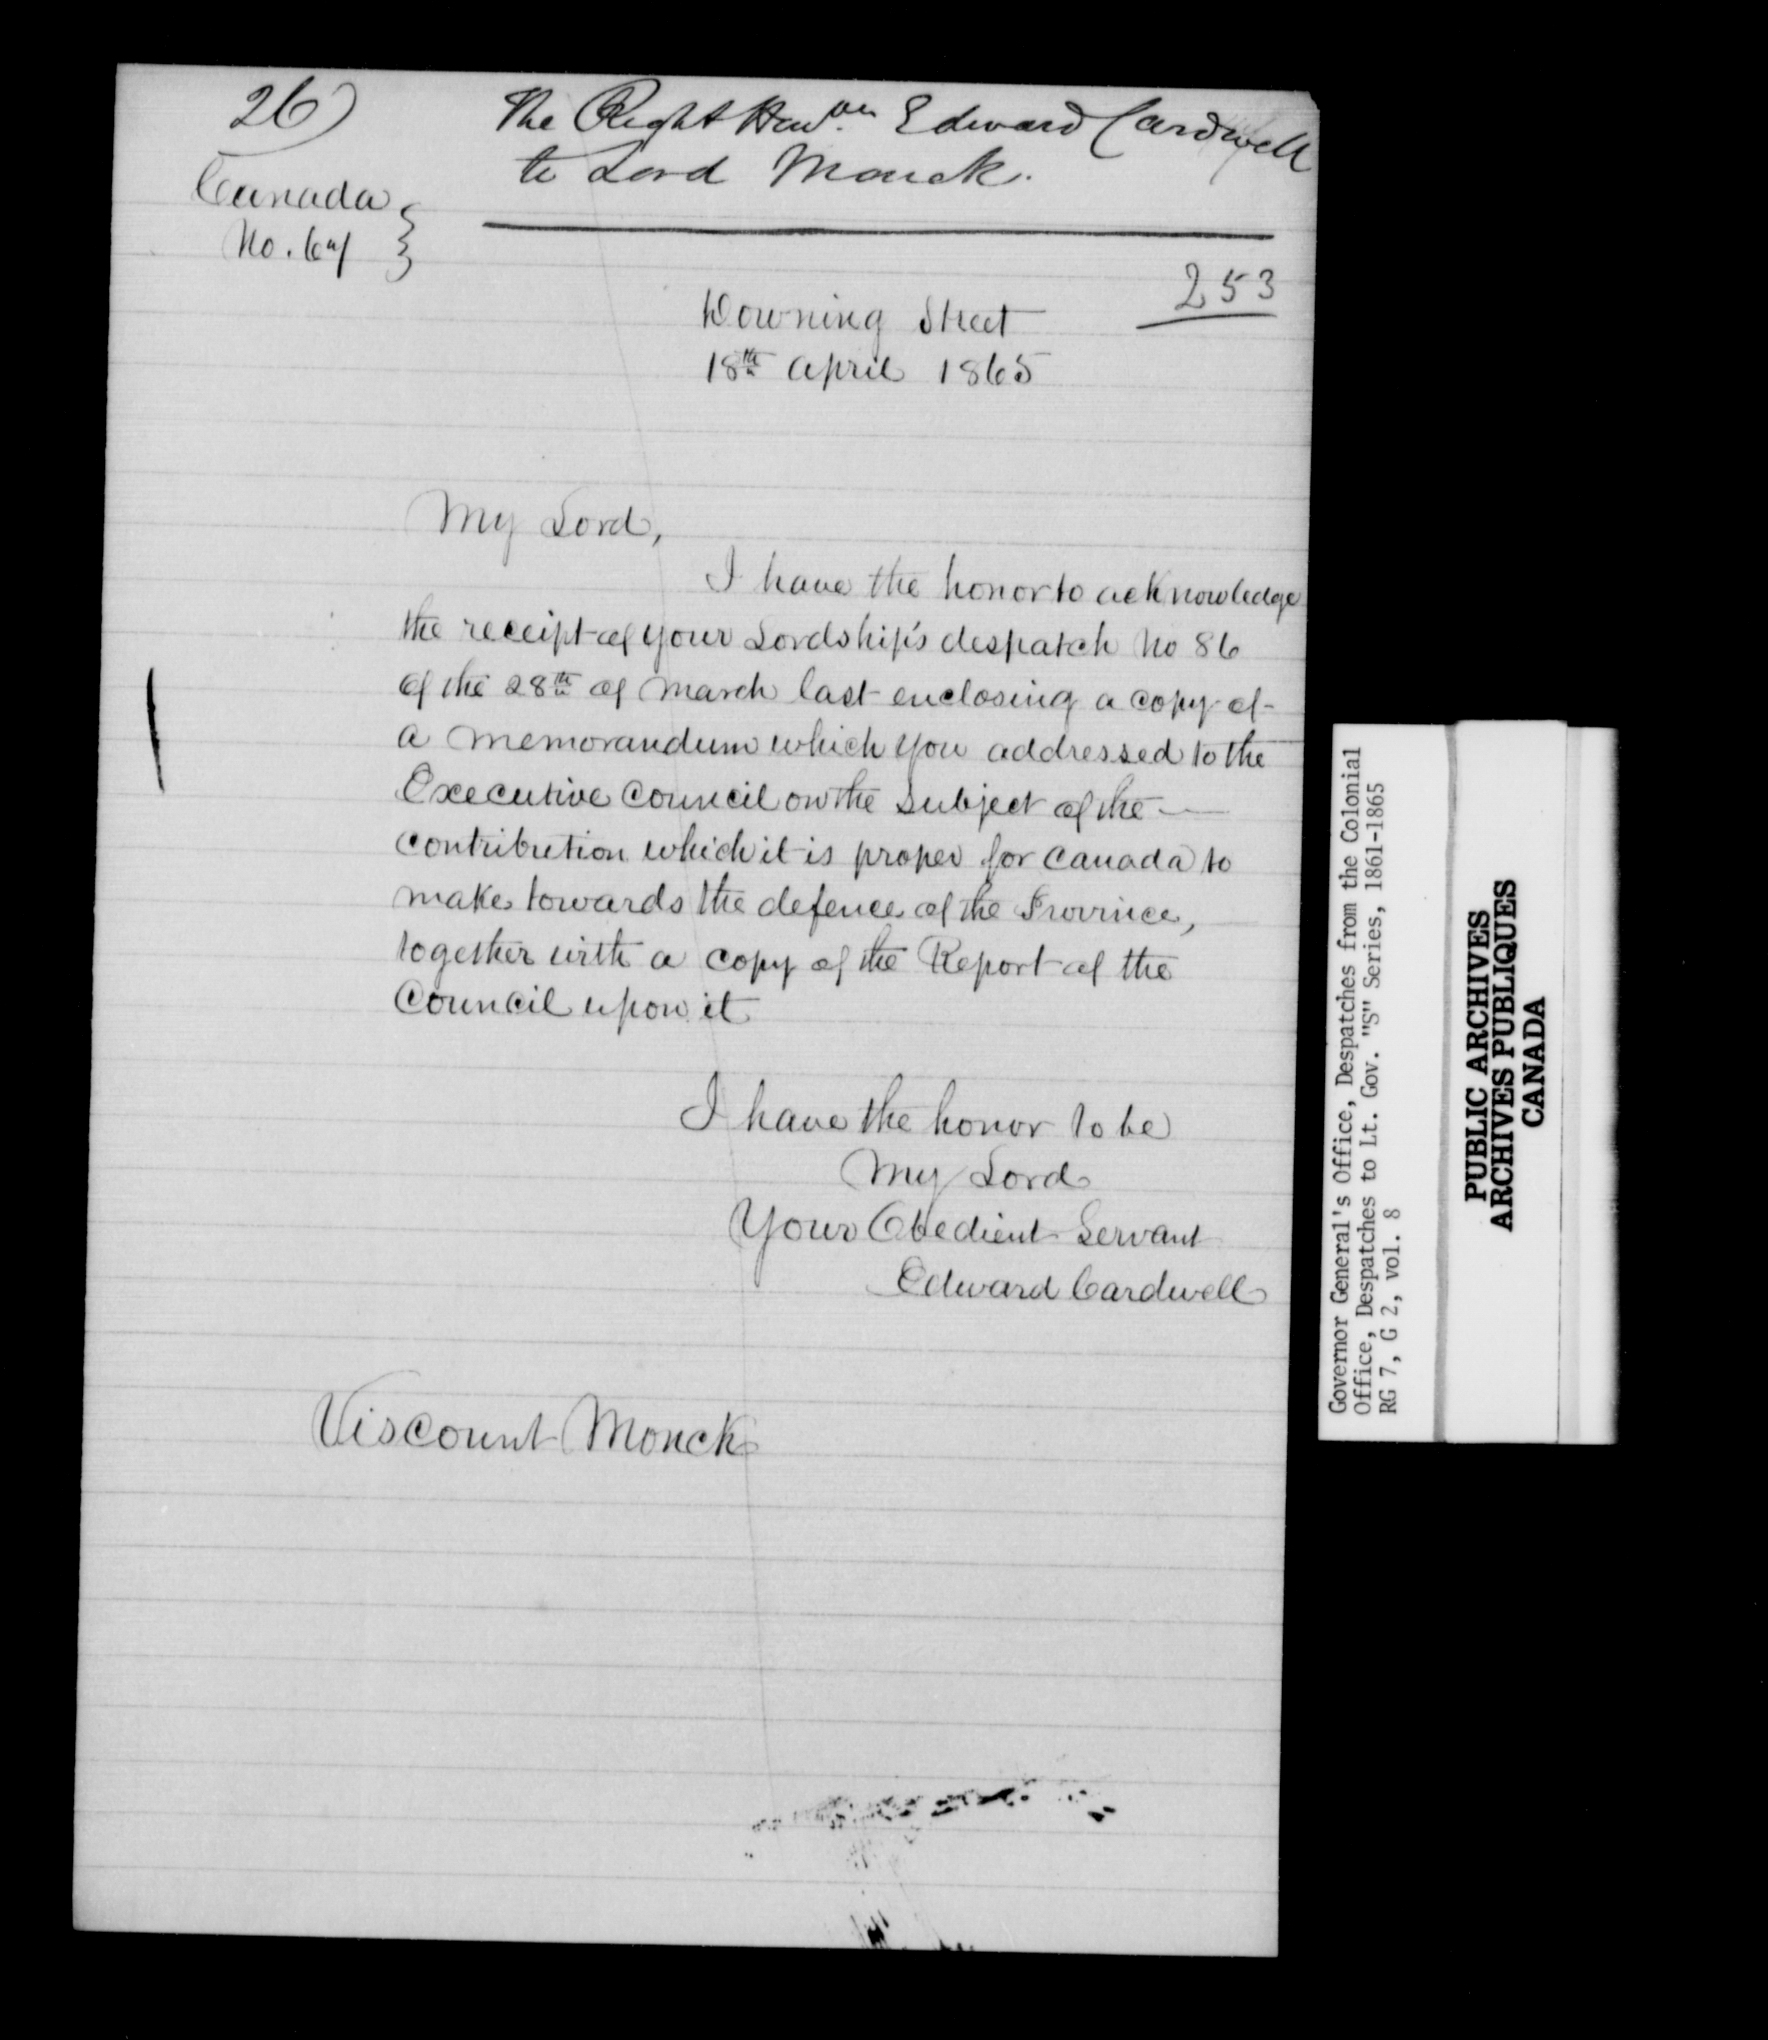 26)
The Right Hon.ble Edward Cardwell
to Lord Monck.
Canada
No. 64
253
Downing Street
18th April 1865
My Lord,
I have the honor to acknowledge
the receipt of your Lordship's despatch No 86
of the 28th of March last enclosing a copy of
a memorandum which you addressed to the
Executive Council on the subject of the
contribution which it is proper for Canada to
make towards the defence of the Province,
together with a copy of the Report of the
Council upon it
I have the honor to be
My Lord
Your Obedient Servant
Edward Cardwell
Viscount Monck
Governor General's Office, Despatches from the Colonial
Office, Despatches to Lt. Gov. "S" Series, 1861-1865
RG 7, G 2, vol. 8
PUBLIC ARCHIVES
ARCHIVES PUBLIQUES
CANADA